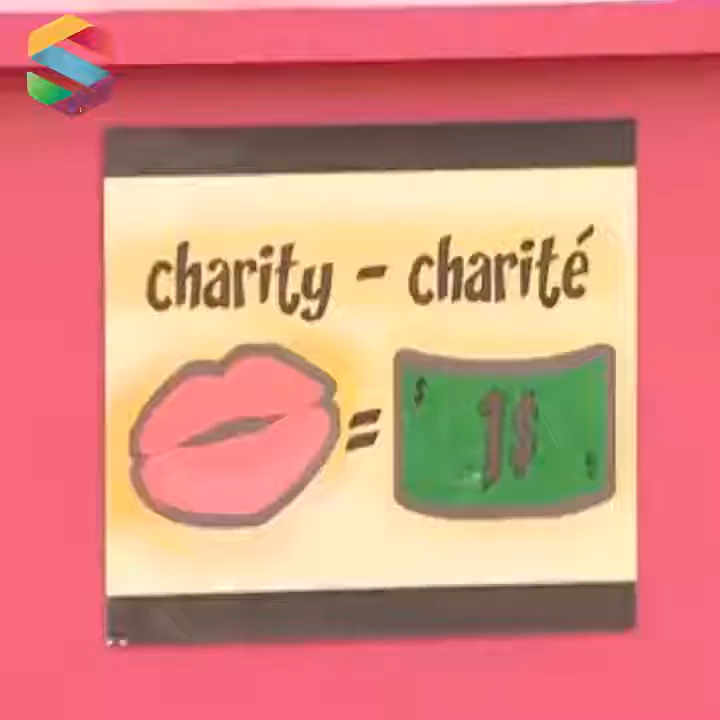 charity - charité
=
$ 1$ $